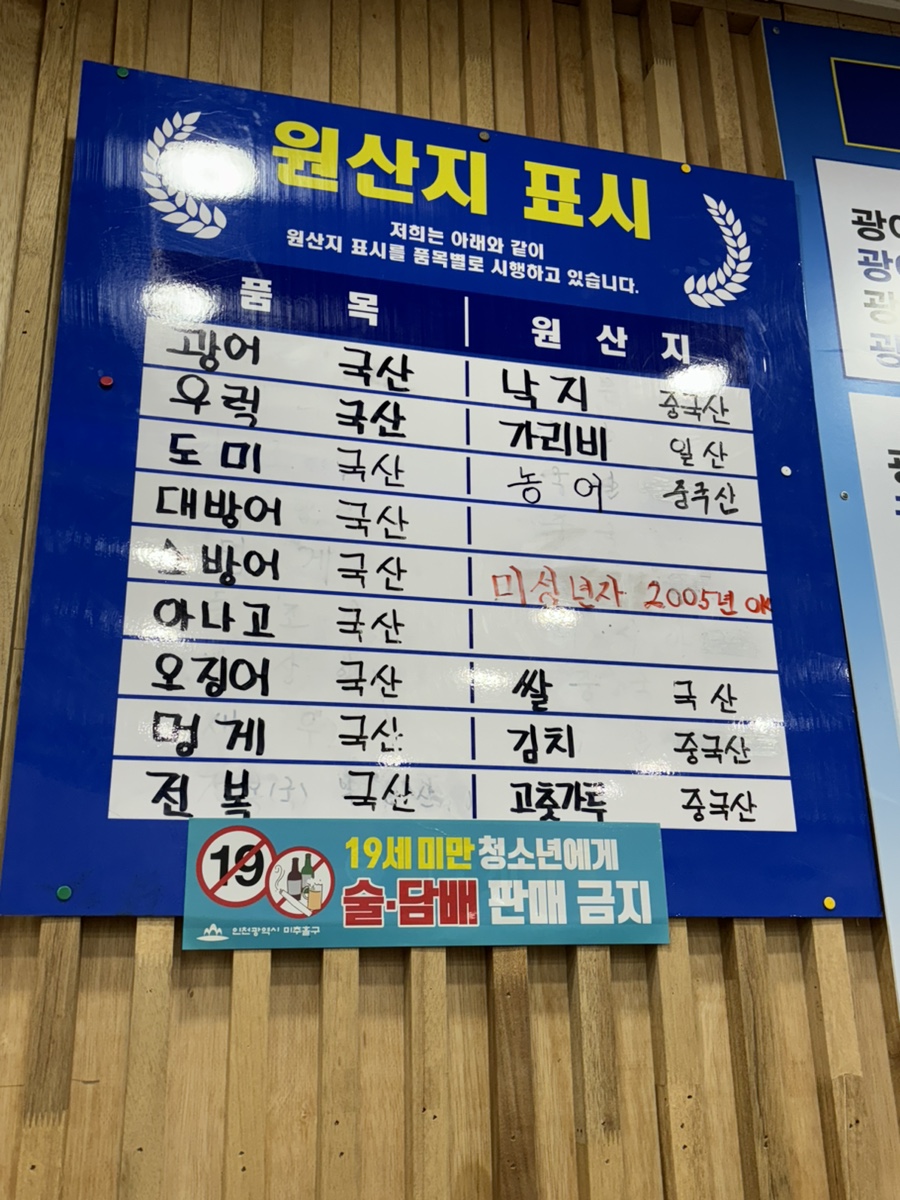 원산지 표시
저희는 아래와 같이
원산지 표시를 품목별로 시행하고 있습니다.
품 목 원 산 지
광어 국산 낙지 중국산
우럭 국산 가리비 일산
도미 국산 농어 중국산
대방어 국산
소방어 국산
미성년자 2005년 OK
아나고 국산
오징어 국산 쌀 국산
멍게 국산 김치 중국산
전복 국산 고춧가루 중국산
19 19세 미만 청소년에게
술·담배 판매 금지
인천광역시 미추홀구